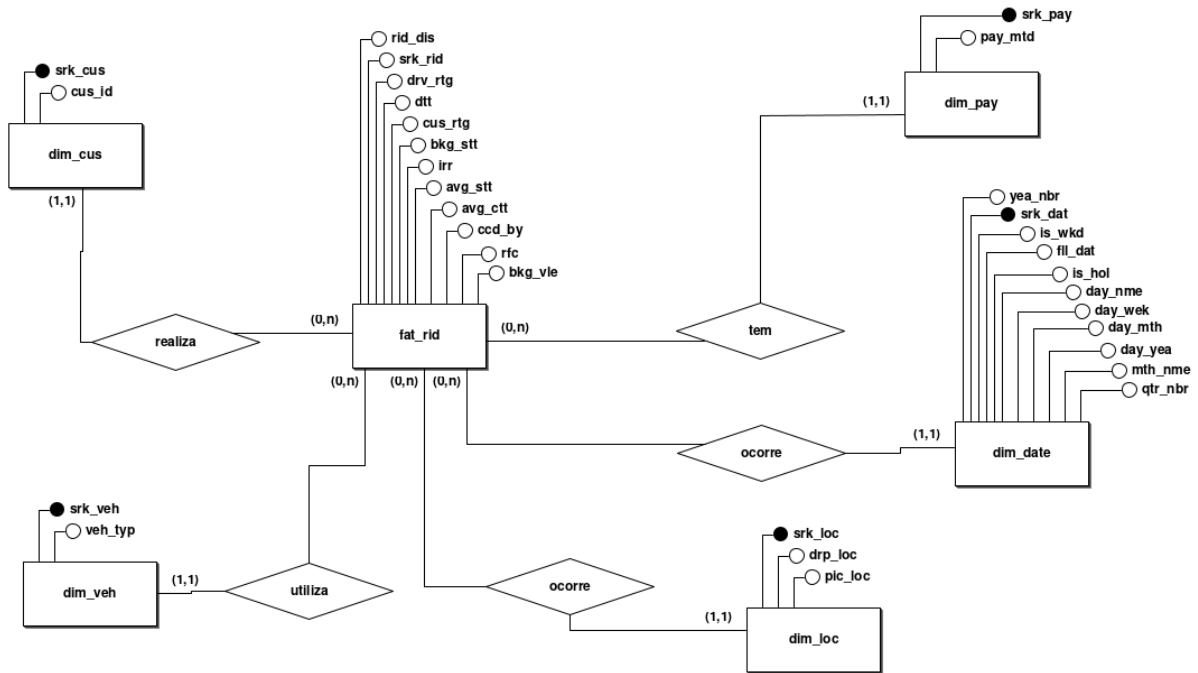 srk_pay
pay_mtd
(1,1)
dim_pay
rid_dis
srk_rid
drv_rtg
dtt
cus_rtg
bkg_stt
irr
avg_stt
avg_ctt
ccd_by
rfc
bkg_vle
srk_cus
cus_id
dim_cus
(1,1)
yea_nbr
srk_dat
is_wkd
fll_dat
is_hol
day_nme
day_wek
day_mth
day_yea
mth_nme
qtr_nbr
(0,n)
fat_rid
(0,n)
realiza
tem
(0,n)
(0,n)
(0,n)
ocorre
(1,1)
dim_date
srk_veh
veh_typ
(1,1)
dim_veh
utiliza
ocorre
srk_loc
drp_loc
pic_loc
(1,1)
dim_loc